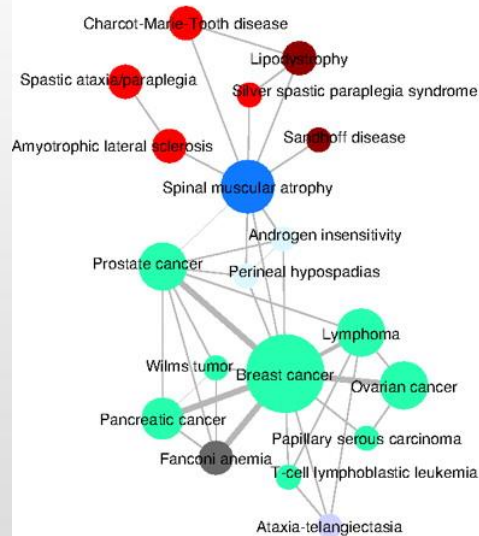 Charcot-Marie-Tooth disease
Lipodystrophy
Spastic ataxia/paraplegia
Silver spastic paraplegia syndrome
Sandhoff disease
Amyotrophic lateral sclerosis
Spinal muscular atrophy
Androgen insensitivity
Prostate cancer
Perineal hypospadias
Lymphoma
Wilms tumor
Breast cancer
Ovarian cancer
Pancreatic cancer
Papillary serous carcinoma
Fanconi anemia
T-cell lymphoblastic leukemia
Ataxia-telangiectasia